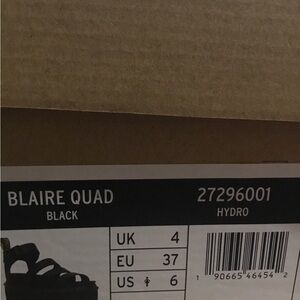 BLAIRE QUAD
BLACK
27296001
HYDRO
UK 4
EU 37
US 6
1 90665 46454 2